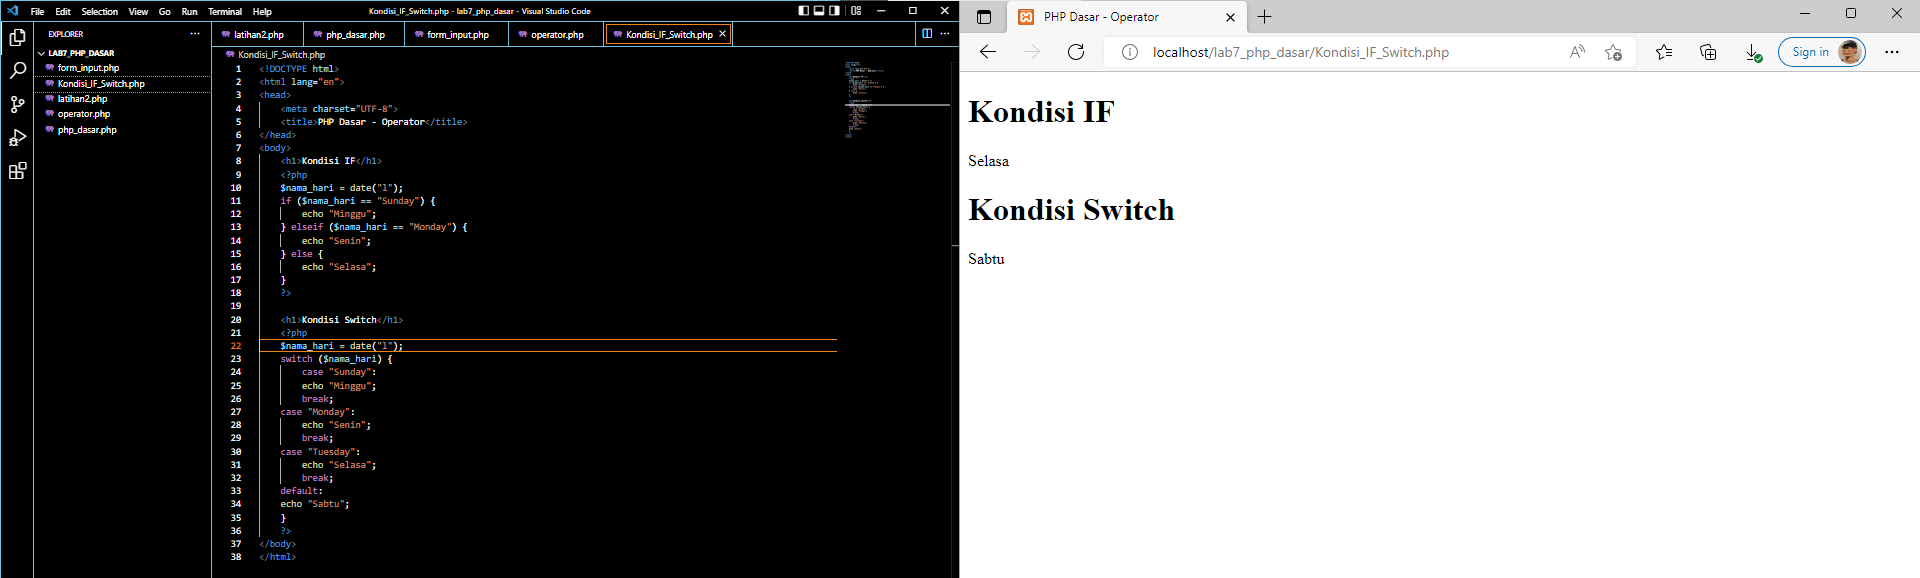 File Edit Selection View Go Run Terminal Help
Kondisi_IF_Switch.php - lab7_php_dasar - Visual Studio Code
EXPLORER
LAB7_PHP_DASAR
form_input.php
Kondisi_IF_Switch.php
latihan2.php
operator.php
php_dasar.php
latihan2.php php_dasar.php form_input.php operator.php Kondisi_IF_Switch.php
Kondisi_IF_Switch.php
1 <!DOCTYPE html>
2 <html lang="en">
3 <head>
4 <meta charset="UTF-8">
5 <title>PHP Dasar - Operator</title>
6 </head>
7 <body>
8 <h1>Kondisi IF</h1>
9 <?php
10 $nama_hari = date("l");
11 if ($nama_hari == "Sunday") {
12 echo "Minggu";
13 } elseif ($nama_hari == "Monday") {
14 echo "Senin";
15 } else {
16 echo "Selasa";
17 }
18 ?>
19
20 <h1>Kondisi Switch</h1>
21 <?php
22 $nama_hari = date("l");
23 switch ($nama_hari) {
24 case "Sunday":
25 echo "Minggu";
26 break;
27 case "Monday":
28 echo "Senin";
29 break;
30 case "Tuesday":
31 echo "Selasa";
32 break;
33 default:
34 echo "Sabtu";
35 }
36 ?>
37 </body>
38 </html>
PHP Dasar - Operator
localhost/lab7_php_dasar/Kondisi_IF_Switch.php
Sign in
Kondisi IF
Selasa
Kondisi Switch
Sabtu